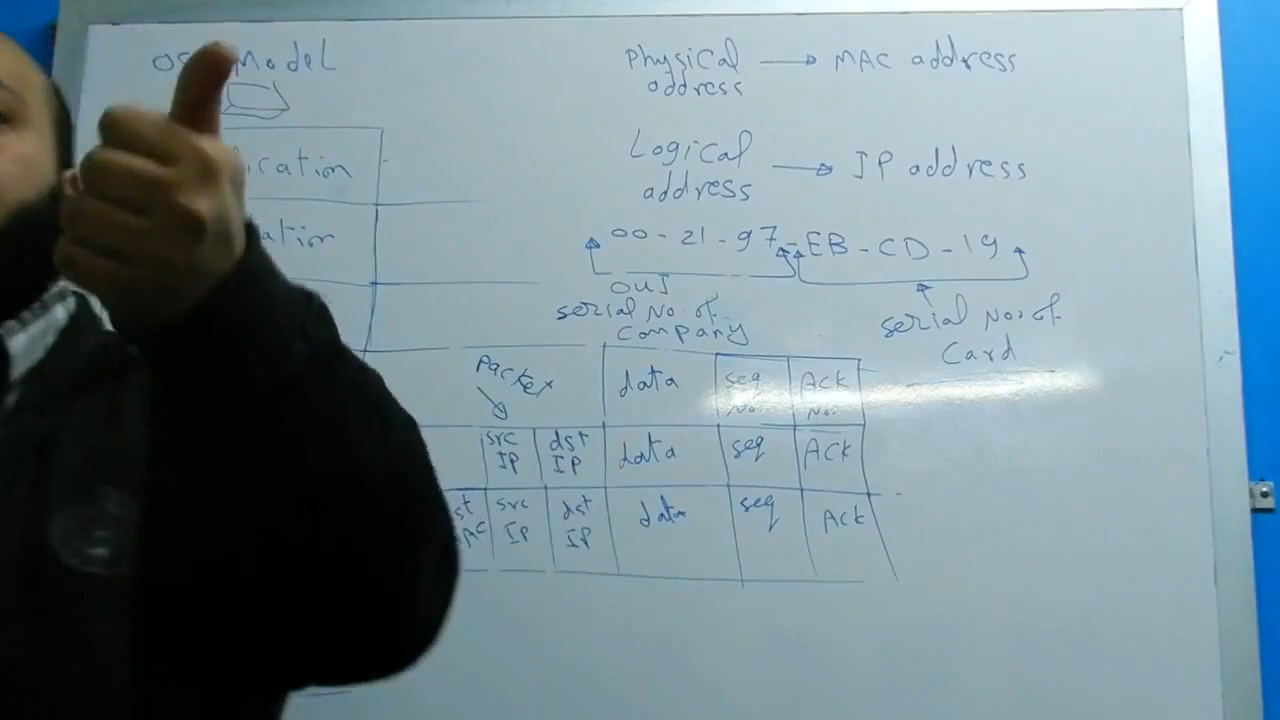 OSI Model
Physical address → MAC address
Logical address → IP address
00-21-97-EB-CD-19
OUI
serial No. of company
serial No. of Card
ication
ation
Packet
data seq No. Ack No.
src IP dst IP data seq Ack
st AC src IP dst IP data seq Ack